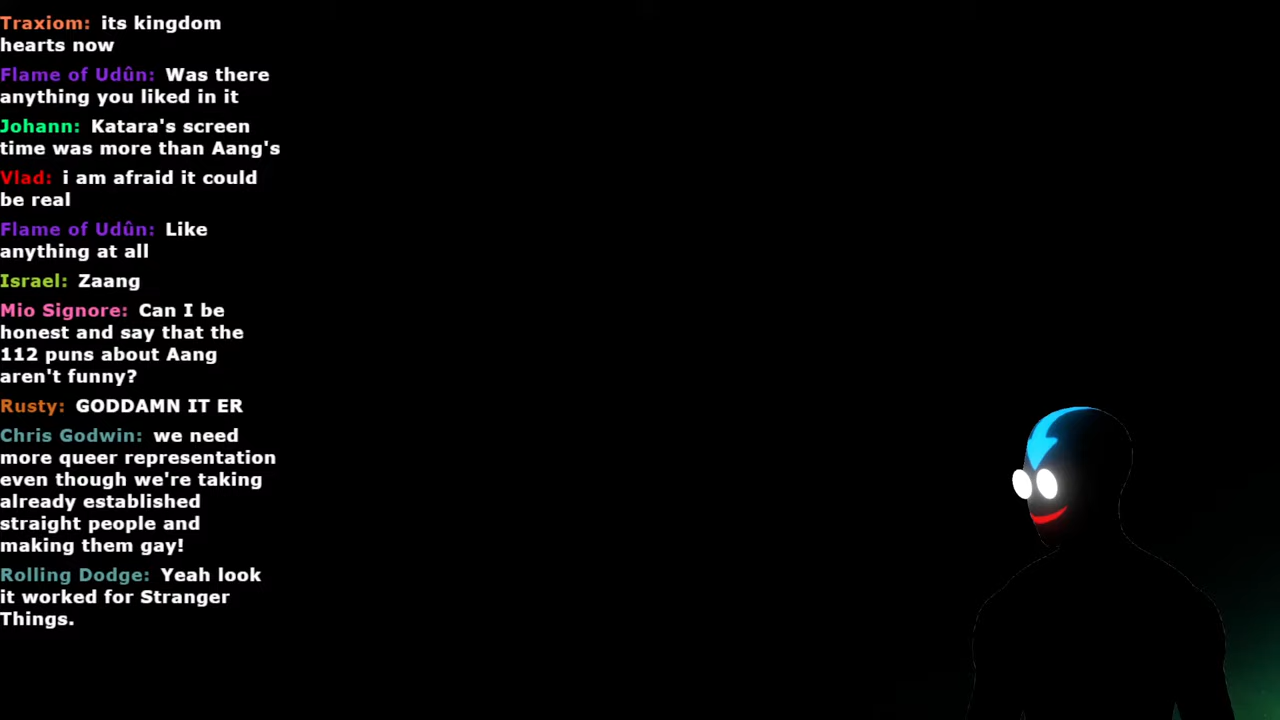 Traxiom: its kingdom
hearts now
Flame of Udûn: Was there
anything you liked in it
Johann: Katara's screen
time was more than Aang's
Vlad: i am afraid it could
be real
Flame of Udûn: Like
anything at all
Israel: Zaang
Mio Signore: Can I be
honest and say that the
112 puns about Aang
aren't funny?
Rusty: GODDAMN IT ER
Chris Godwin: we need
more queer representation
even though we're taking
already established
straight people and
making them gay!
Rolling Dodge: Yeah look
it worked for Stranger
Things.